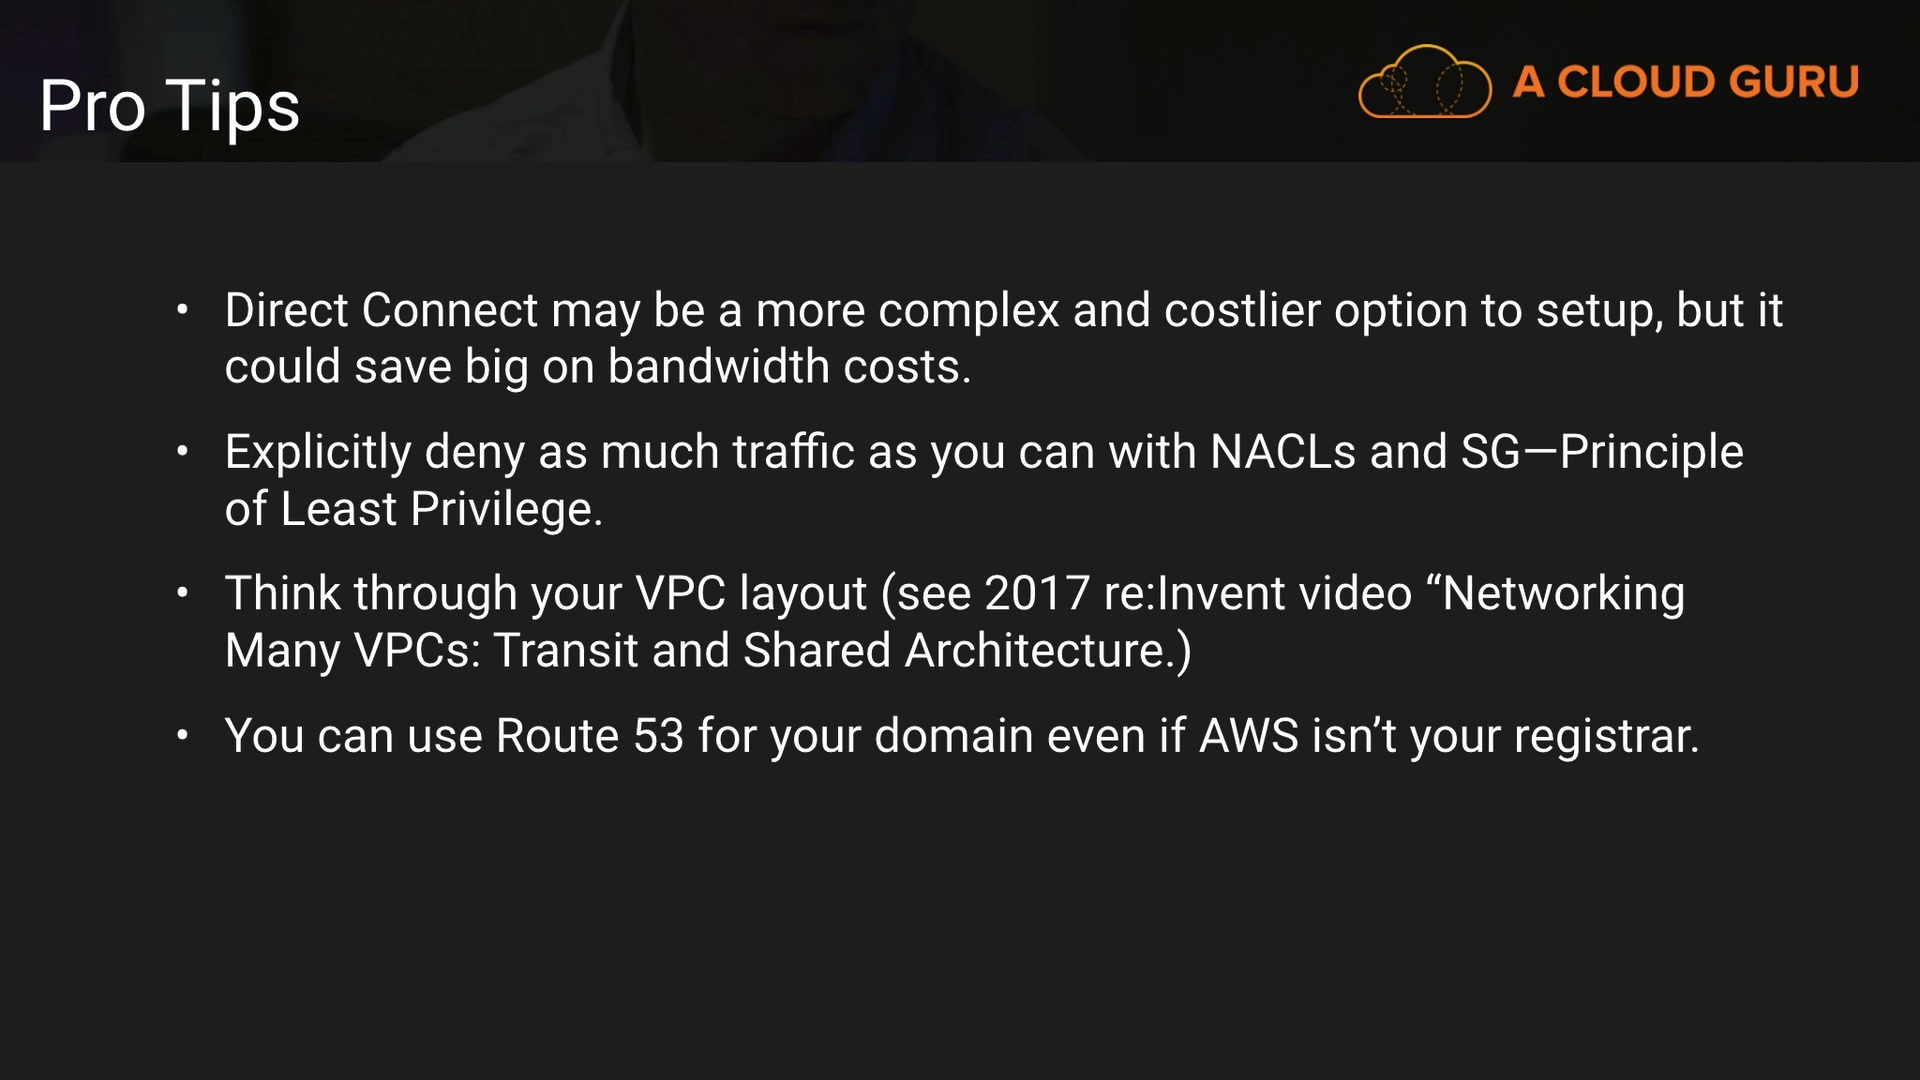 Pro Tips
A CLOUD GURU
• Direct Connect may be a more complex and costlier option to setup, but it
could save big on bandwidth costs.
• Explicitly deny as much traffic as you can with NACLs and SG—Principle
of Least Privilege.
• Think through your VPC layout (see 2017 re:Invent video “Networking
Many VPCs: Transit and Shared Architecture.)
• You can use Route 53 for your domain even if AWS isn’t your registrar.